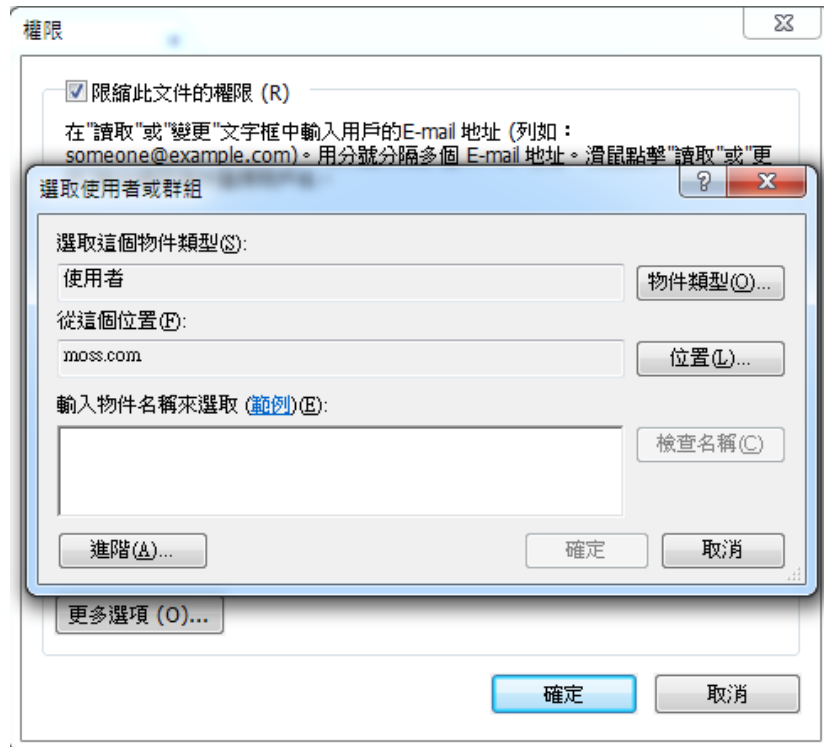 權限
限縮此文件的權限 (R)
在"讀取"或"變更"文字框中輸入用戶的E-mail 地址 (列如：
someone@example.com)。用分號分隔多個 E-mail 地址。滑鼠點擊"讀取"或"更
選取使用者或群組
選取這個物件類型(S):
使用者
物件類型(O)...
從這個位置(F):
moss.com
位置(L)...
輸入物件名稱來選取 (範例)(E):
檢查名稱(C)
進階(A)...
確定
取消
更多選項 (O)...
確定
取消